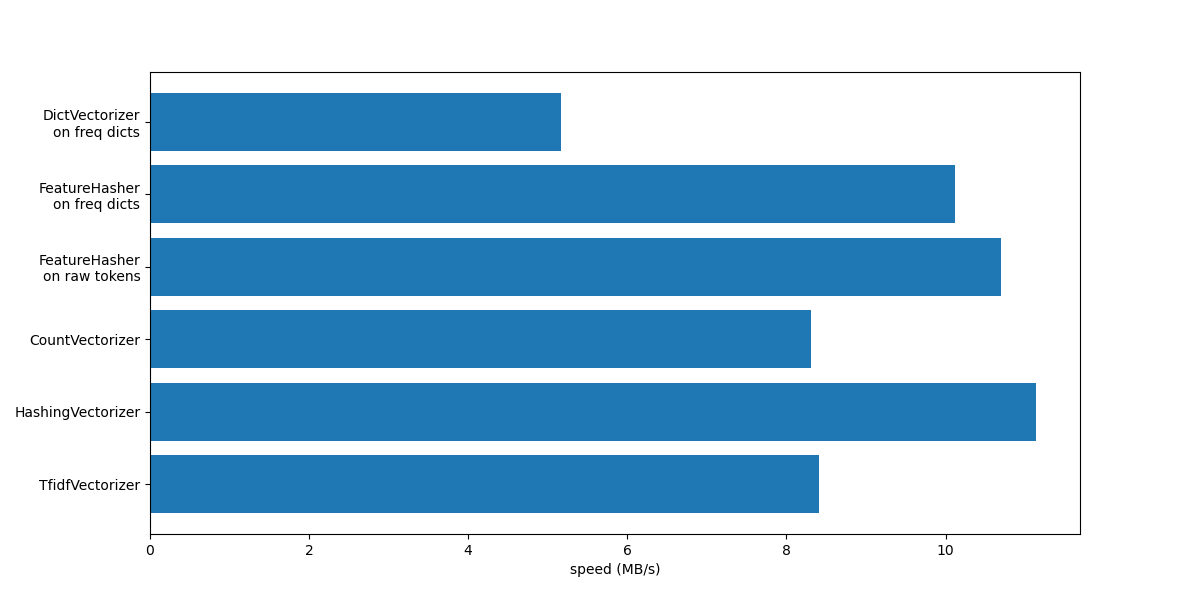 DictVectorizer
on freq dicts
FeatureHasher
on freq dicts
FeatureHasher
on raw tokens
CountVectorizer
HashingVectorizer
TfidfVectorizer
0 2 4 6 8 10
speed (MB/s)